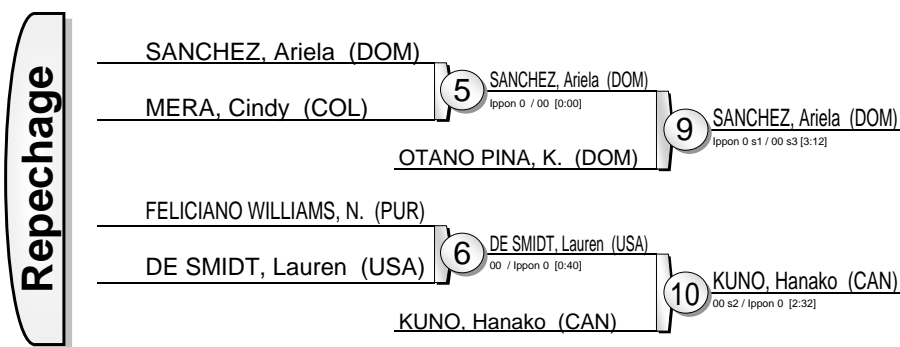 Repechage
SANCHEZ, Ariela (DOM)
MERA, Cindy (COL)
5
SANCHEZ, Ariela (DOM)
Ippon 0 / 00 [0:00]
OTANO PINA, K. (DOM)
9
SANCHEZ, Ariela (DOM)
Ippon 0 s1 / 00 s3 [3:12]
FELICIANO WILLIAMS, N. (PUR)
DE SMIDT, Lauren (USA)
6
DE SMIDT, Lauren (USA)
00 / Ippon 0 [0:40]
KUNO, Hanako (CAN)
10
KUNO, Hanako (CAN)
00 s2 / Ippon 0 [2:32]